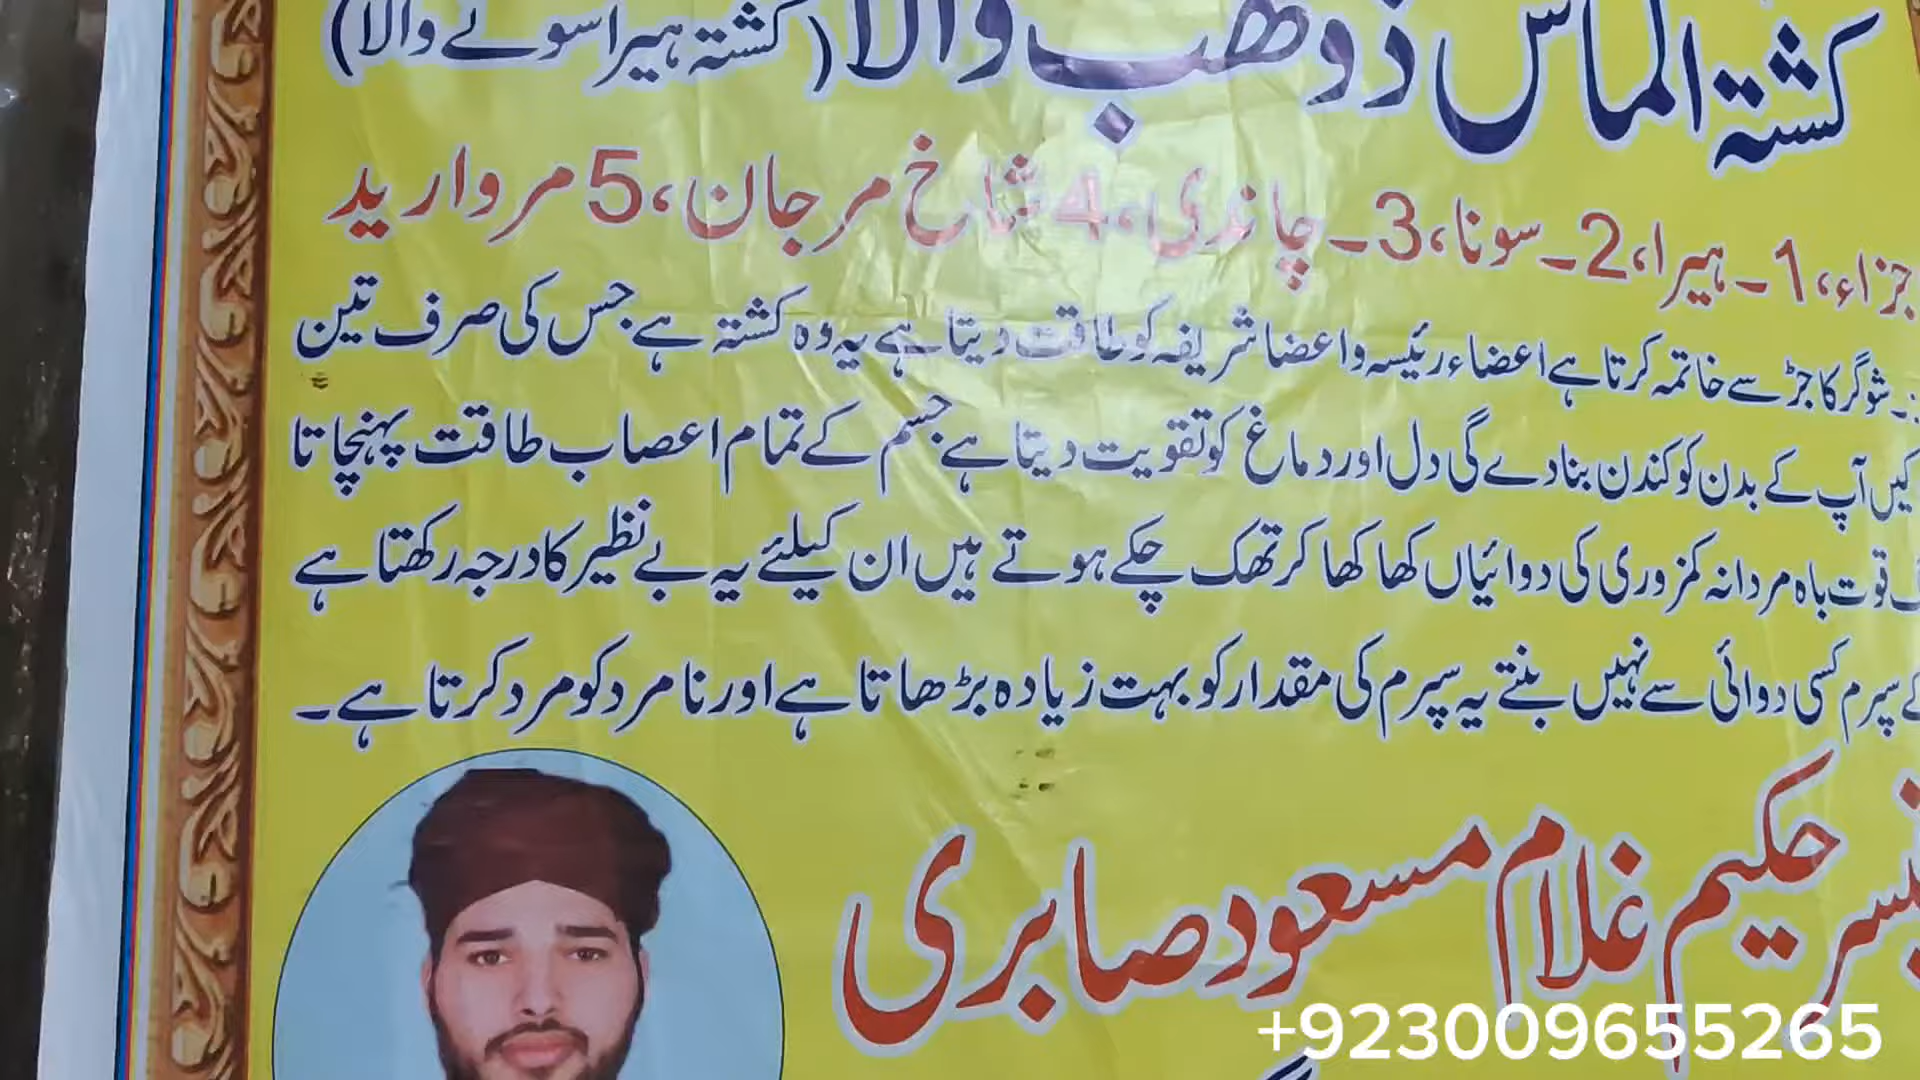 کشتہ الماس ذوھب والا (کشتہ ہیرا سونے والا)
جزاء، 1۔ہیرا، 2۔سونا، 3۔چاندی، 4 شاخ مرجان، 5 مروارید
شوگر کا جڑ سے خاتمہ کرتا ہے اعضاء رئیسہ و اعضا شریفہ کو طاقت دیتا ہے یہ وہ کشتہ ہے جس کی صرف تین
آپ کے بدن کو کندن بنا دے گی دل اور دماغ کو تقویت دیتا ہے جسم کے تمام اعصاب طاقت پہنچاتا
قوت باہ مردانہ کمزوری کی دوائیاں کھا کھا کر تھک چکے ہوتے ہیں ان کیلئے یہ بے نظیر کا درجہ رکھتا ہے
کے سپرم کسی دوائی سے نہیں بنتے یہ سپرم کی مقدار کو بہت زیادہ بڑھاتا ہے اور نامرد کو مرد کرتا ہے۔
حکیم غلام مسعود صابری
+923009655265